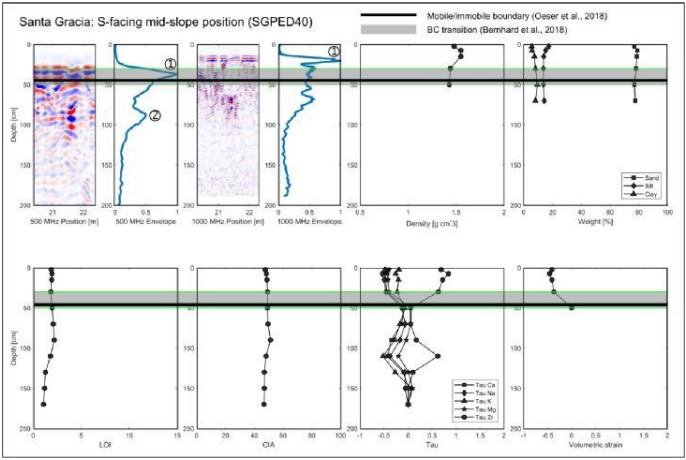 Santa Gracia: S-facing mid-slope position (SGPED40)
Mobile/immobile boundary (Oeser et al., 2018)
BC transition (Bernhard et al., 2018)
① ② ①
Depth [cm]
0
50
100
150
200
21 22
500 MHz Position [m]
0 0.5 1
500 MHz Envelope
21 22
1000 MHz Position [m]
0 0.5 1
1000 MHz Envelope
0.5 1 1.5 2
Density [g cm^3]
0 20 40 60 80 100
Weight [%]
Sand
Silt
Clay
Depth [cm]
0
50
100
150
200
0 5 10 15
LOI
0 20 40 60 80 100
CIA
-1 -0.5 0 0.5 1 1.5 2
Tau
Tau Ca
Tau Na
Tau K
Tau Mg
Tau Zr
-1 -0.5 0 0.5 1 1.5 2
Volumetric strain